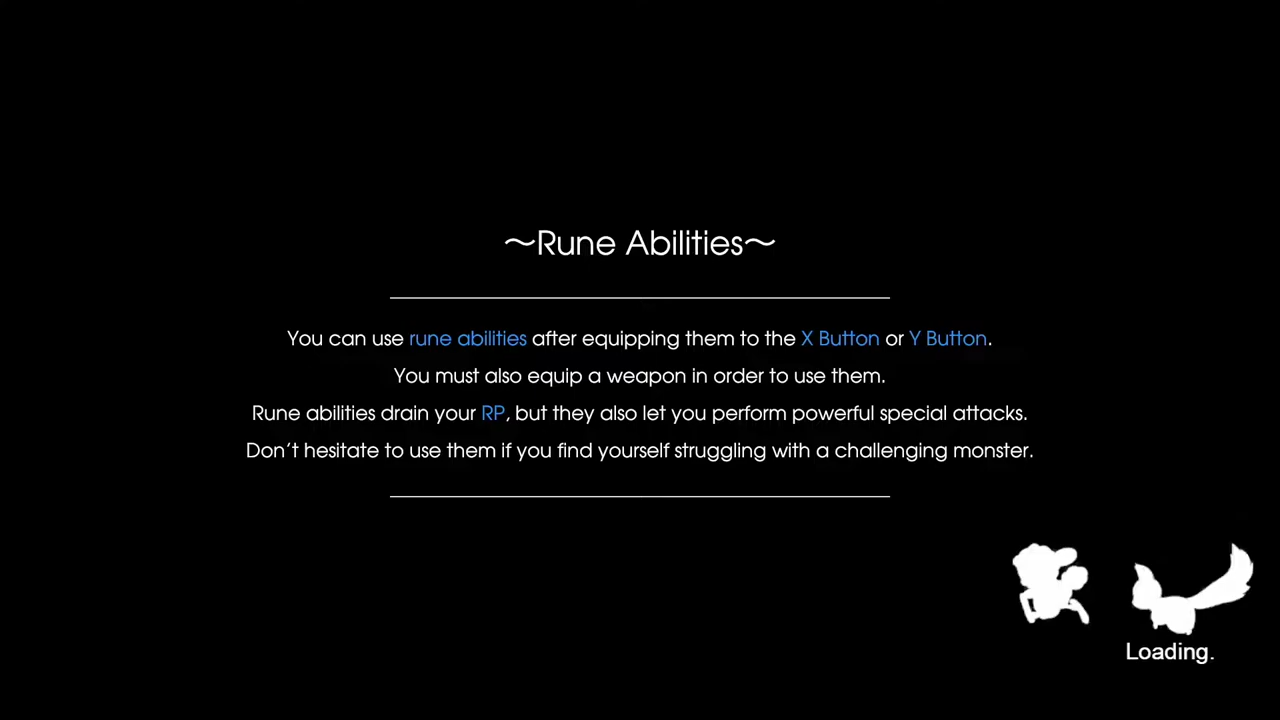 ～Rune Abilities～
You can use rune abilities after equipping them to the X Button or Y Button.
You must also equip a weapon in order to use them.
Rune abilities drain your RP, but they also let you perform powerful special attacks.
Don’t hesitate to use them if you find yourself struggling with a challenging monster.
Loading.